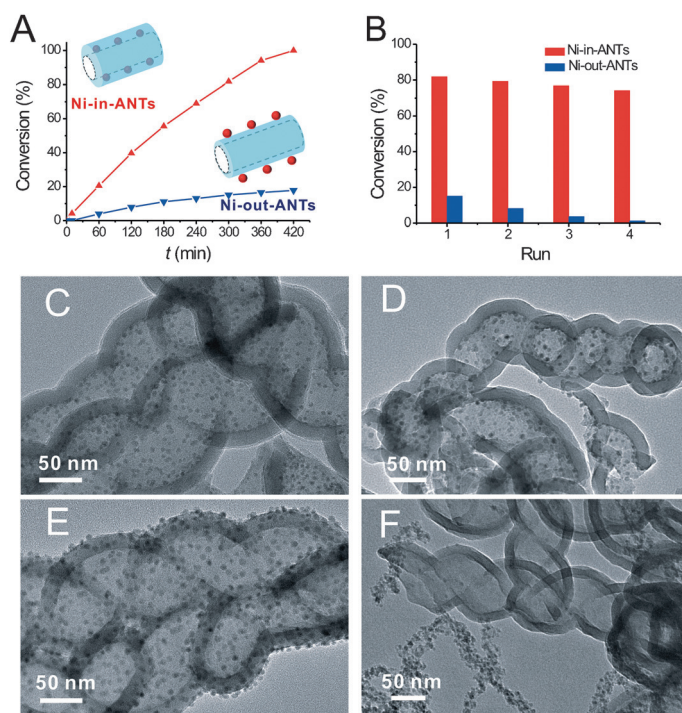 A
Conversion (%)
100
80
60
40
20
0
Ni-in-ANTs
Ni-out-ANTs
0 60 120 180 240 300 360 420
t (min)
B
Conversion (%)
80
60
40
20
0
Ni-in-ANTs
Ni-out-ANTs
1 2 3 4
Run
C
50 nm
D
50 nm
E
50 nm
F
50 nm